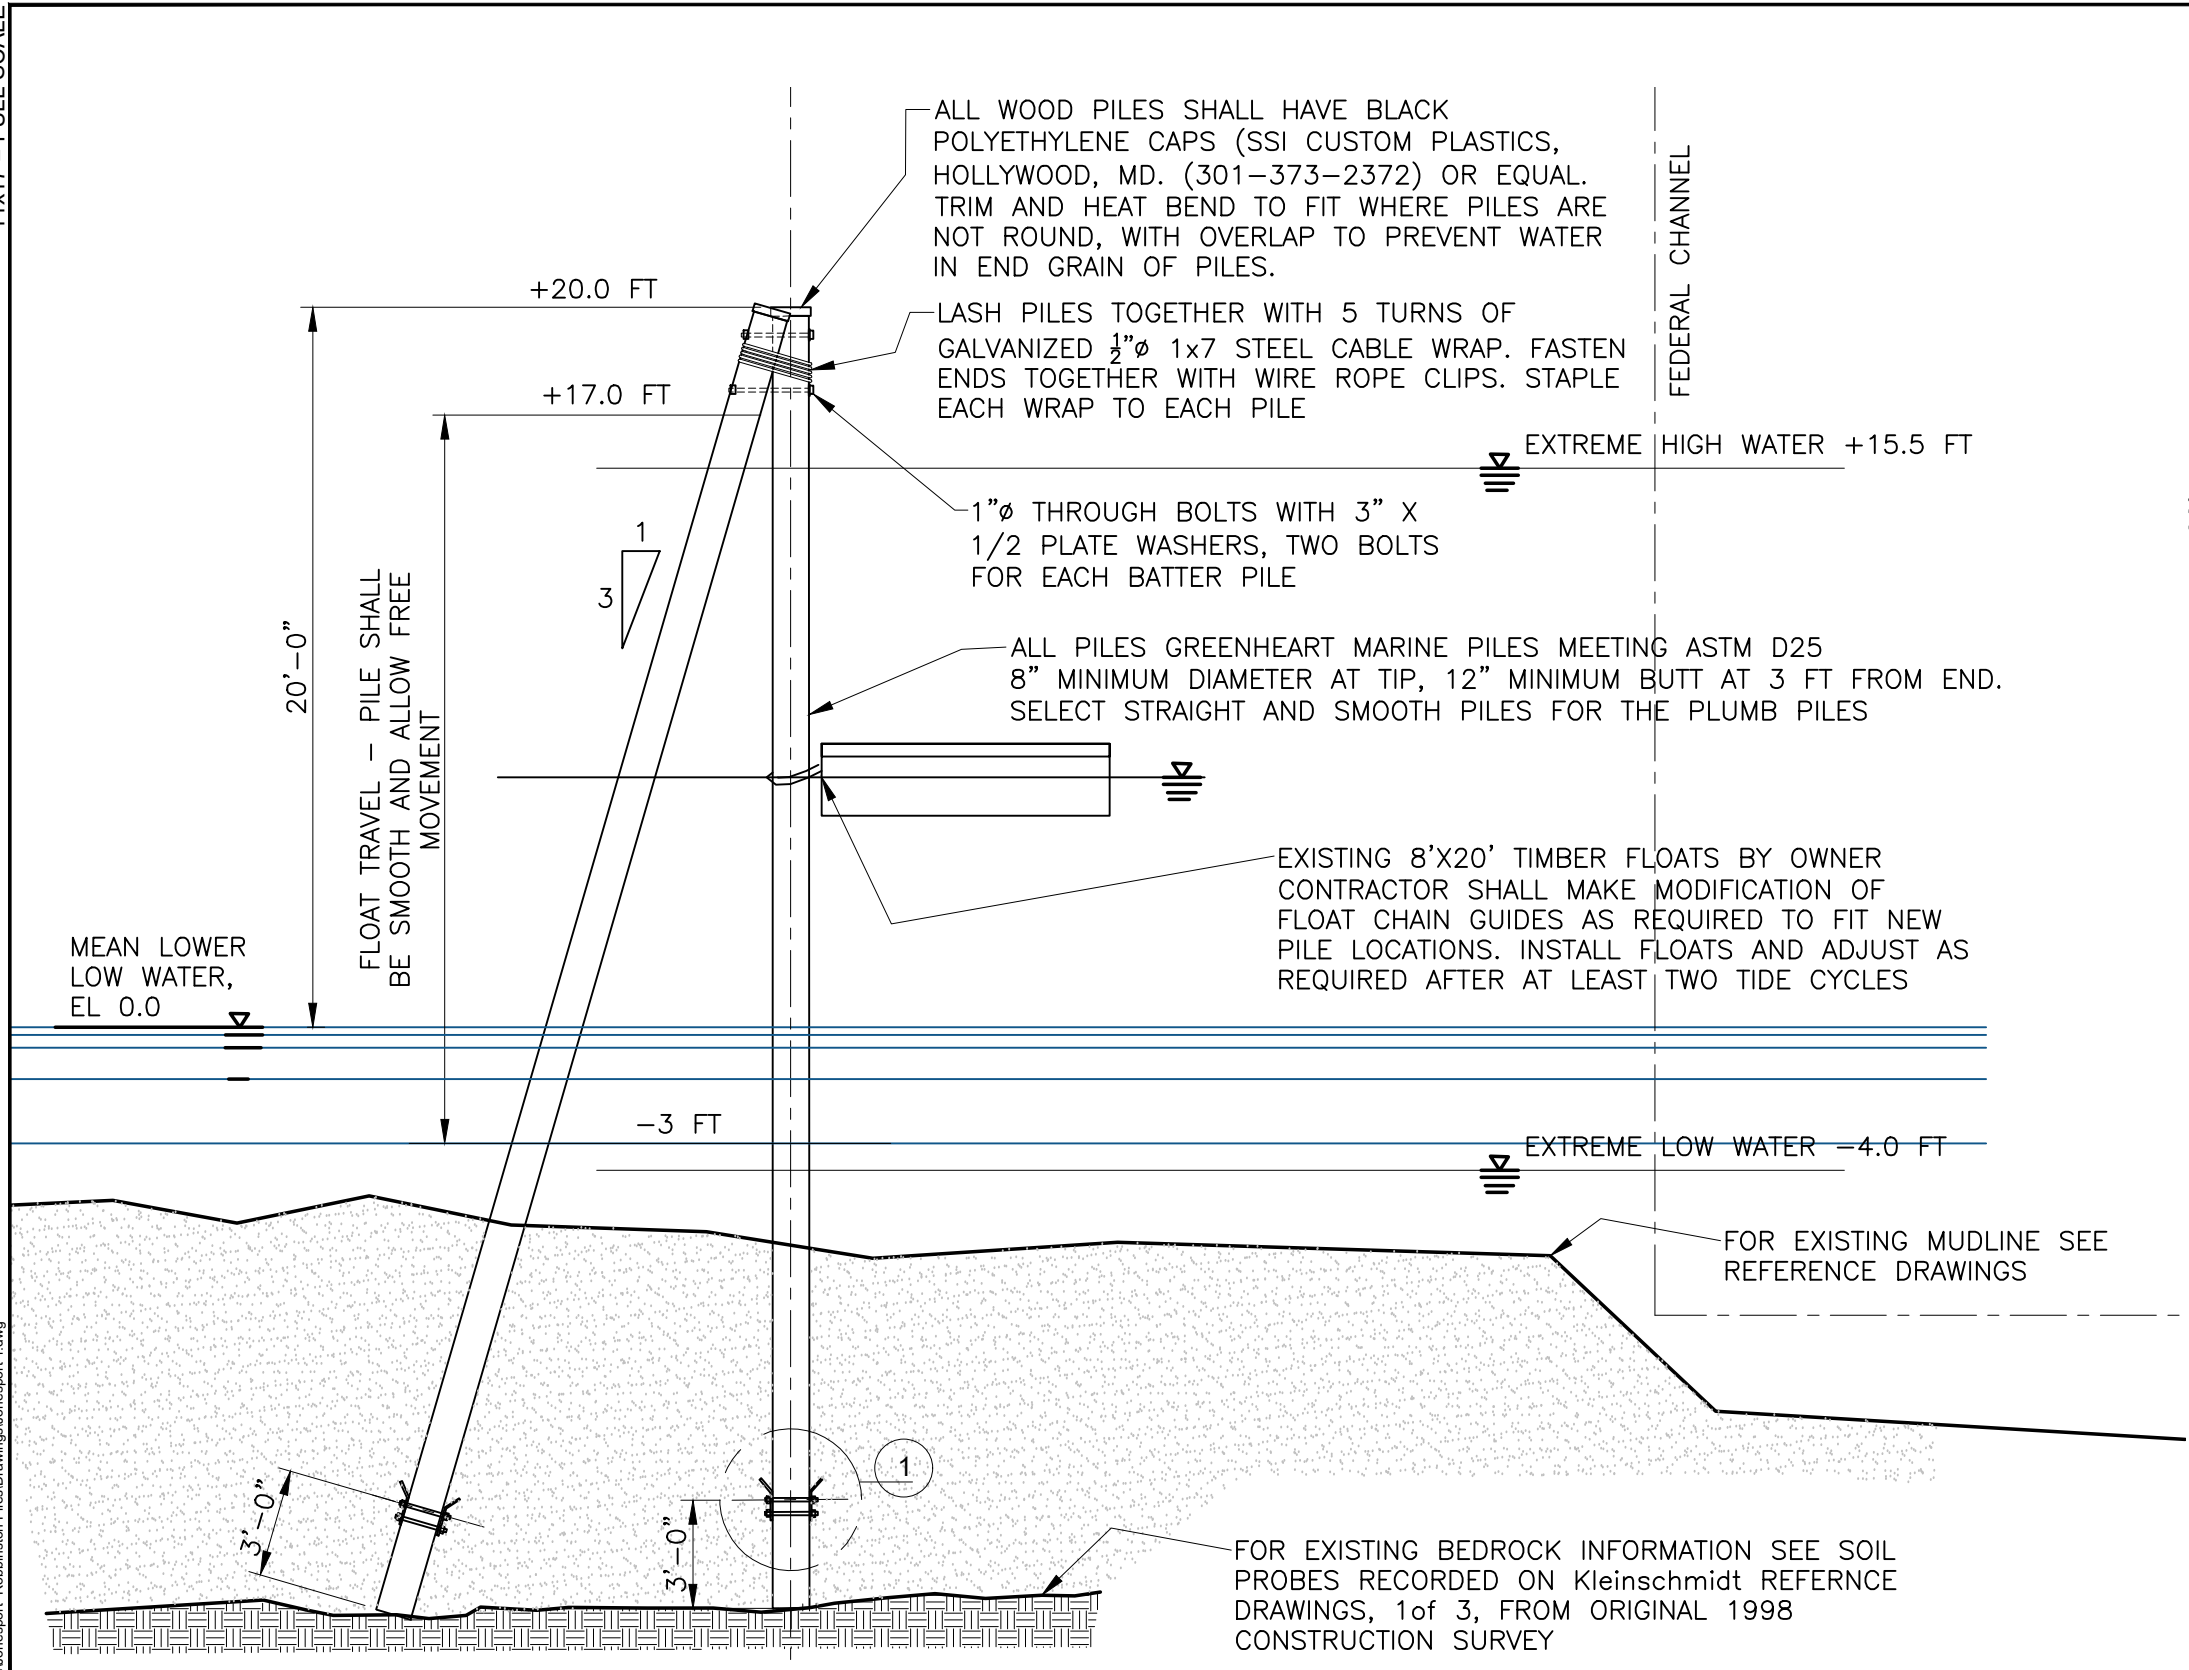 ALL WOOD PILES SHALL HAVE BLACK
POLYETHYLENE CAPS (SSI CUSTOM PLASTICS,
HOLLYWOOD, MD. (301-373-2372) OR EQUAL.
TRIM AND HEAT BEND TO FIT WHERE PILES ARE
NOT ROUND, WITH OVERLAP TO PREVENT WATER
IN END GRAIN OF PILES.
FEDERAL CHANNEL
+20.0 FT
LASH PILES TOGETHER WITH 5 TURNS OF
GALVANIZED 1/2"ø 1x7 STEEL CABLE WRAP. FASTEN
ENDS TOGETHER WITH WIRE ROPE CLIPS. STAPLE
EACH WRAP TO EACH PILE
+17.0 FT
EXTREME HIGH WATER +15.5 FT
1"ø THROUGH BOLTS WITH 3" X
1/2 PLATE WASHERS, TWO BOLTS
FOR EACH BATTER PILE
1
3
20'-0"
FLOAT TRAVEL - PILE SHALL
BE SMOOTH AND ALLOW FREE
MOVEMENT
ALL PILES GREENHEART MARINE PILES MEETING ASTM D25
8" MINIMUM DIAMETER AT TIP, 12" MINIMUM BUTT AT 3 FT FROM END.
SELECT STRAIGHT AND SMOOTH PILES FOR THE PLUMB PILES
EXISTING 8'X20' TIMBER FLOATS BY OWNER
CONTRACTOR SHALL MAKE MODIFICATION OF
FLOAT CHAIN GUIDES AS REQUIRED TO FIT NEW
PILE LOCATIONS. INSTALL FLOATS AND ADJUST AS
REQUIRED AFTER AT LEAST TWO TIDE CYCLES
MEAN LOWER
LOW WATER,
EL 0.0
-3 FT
EXTREME LOW WATER -4.0 FT
FOR EXISTING MUDLINE SEE
REFERENCE DRAWINGS
1
3'-0"
3'-0"
FOR EXISTING BEDROCK INFORMATION SEE SOIL
PROBES RECORDED ON Kleinschmidt REFERNCE
DRAWINGS, 1of 3, FROM ORIGINAL 1998
CONSTRUCTION SURVEY